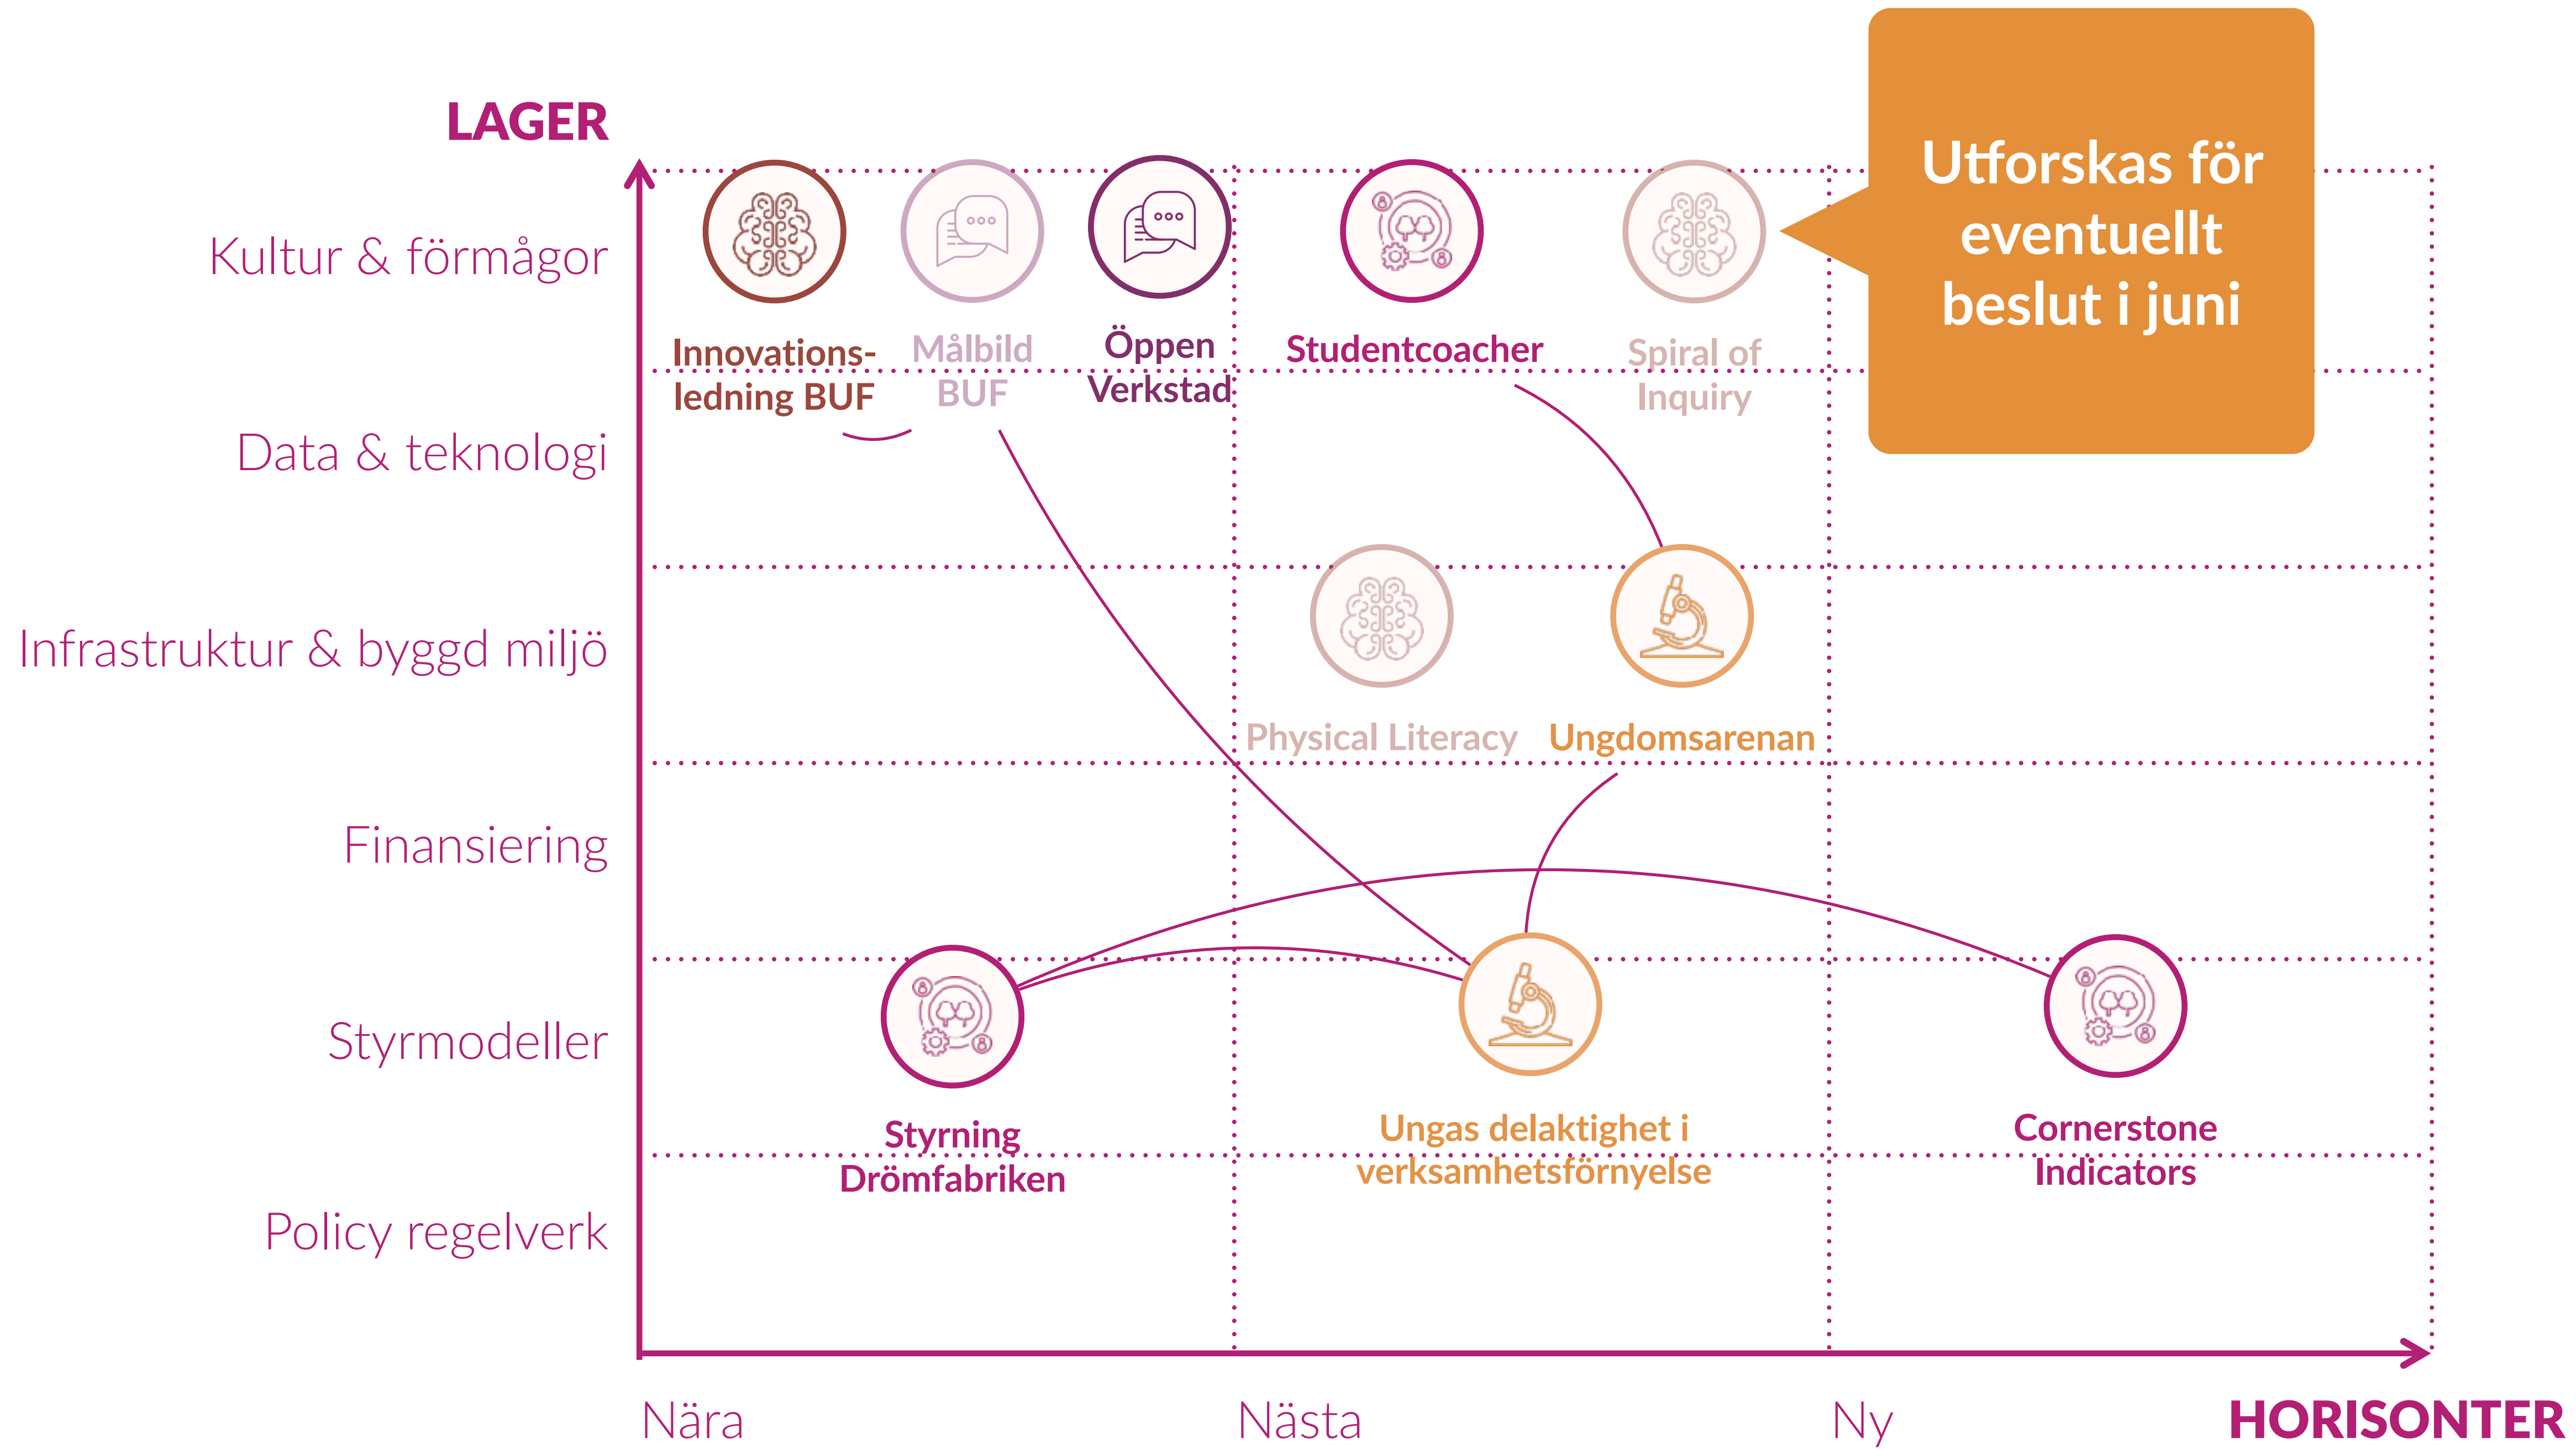 LAGER
Kultur & förmågor
Data & teknologi
Infrastruktur & byggd miljö
Finansiering
Styrmodeller
Policy regelverk
Innovations-
ledning BUF
Målbild
BUF
Öppen
Verkstad
Studentcoacher
Spiral of
Inquiry
Utforskas för
eventuellt
beslut i juni
Physical Literacy
Ungdomsarenan
Styrning
Drömfabriken
Ungas delaktighet i
verksamhetsförnyelse
Cornerstone
Indicators
Nära
Nästa
Ny
HORISONTER